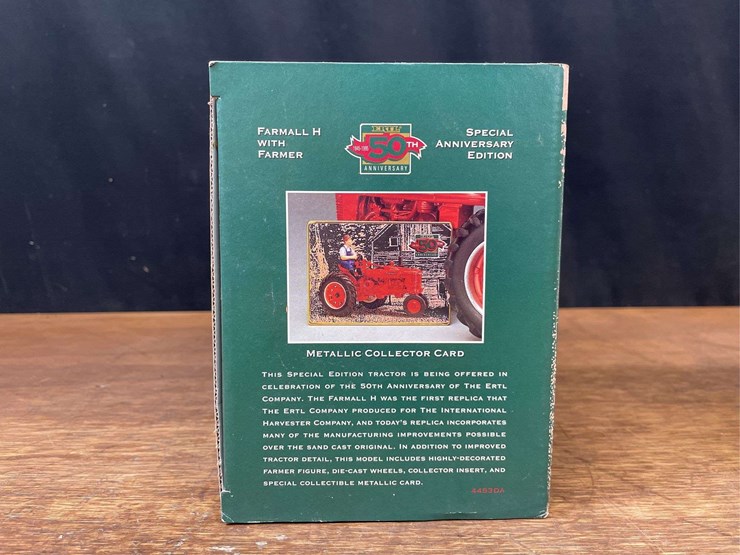 FARMALL H
WITH
FARMER
ERTL
1945-1995
50TH
ANNIVERSARY
SPECIAL
ANNIVERSARY
EDITION
METALLIC COLLECTOR CARD
THIS SPECIAL EDITION TRACTOR IS BEING OFFERED IN
CELEBRATION OF THE 50TH ANNIVERSARY OF THE ERTL
COMPANY. THE FARMALL H WAS THE FIRST REPLICA THAT
THE ERTL COMPANY PRODUCED FOR THE INTERNATIONAL
HARVESTER COMPANY, AND TODAY'S REPLICA INCORPORATES
MANY OF THE MANUFACTURING IMPROVEMENTS POSSIBLE
OVER THE SAND CAST ORIGINAL. IN ADDITION TO IMPROVED
TRACTOR DETAIL, THIS MODEL INCLUDES HIGHLY-DECORATED
FARMER FIGURE, DIE-CAST WHEELS, COLLECTOR INSERT, AND
SPECIAL COLLECTIBLE METALLIC CARD.